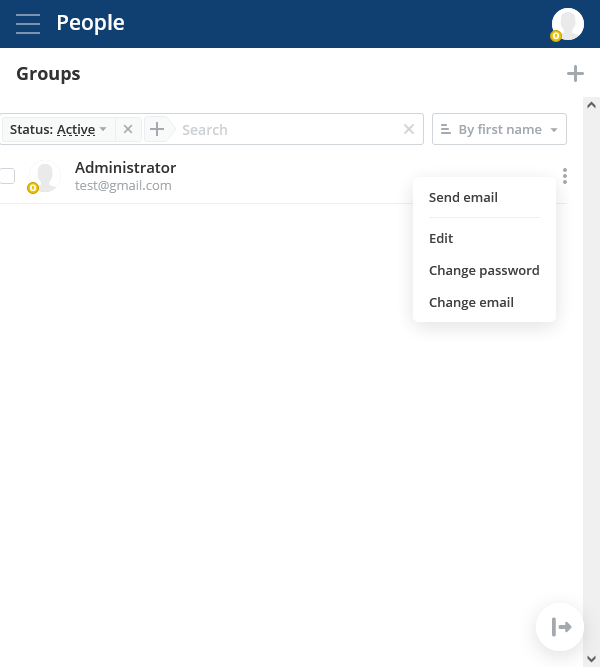 People
Groups
Status: Active
Search
By first name
Administrator
test@gmail.com
Send email
Edit
Change password
Change email